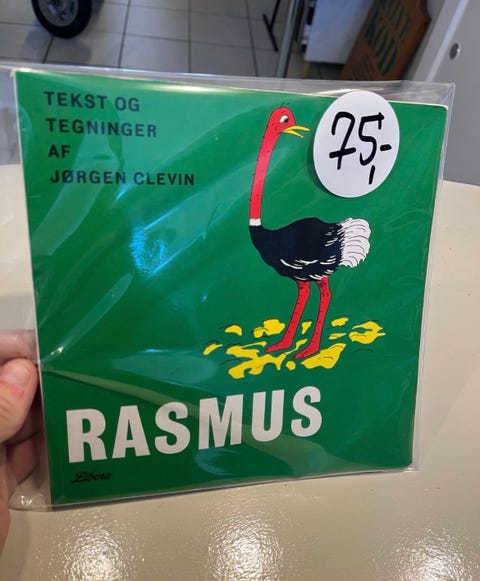 TEKST OG
TEGNINGER
AF
JØRGEN CLEVIN
75,-
RASMUS
Libero